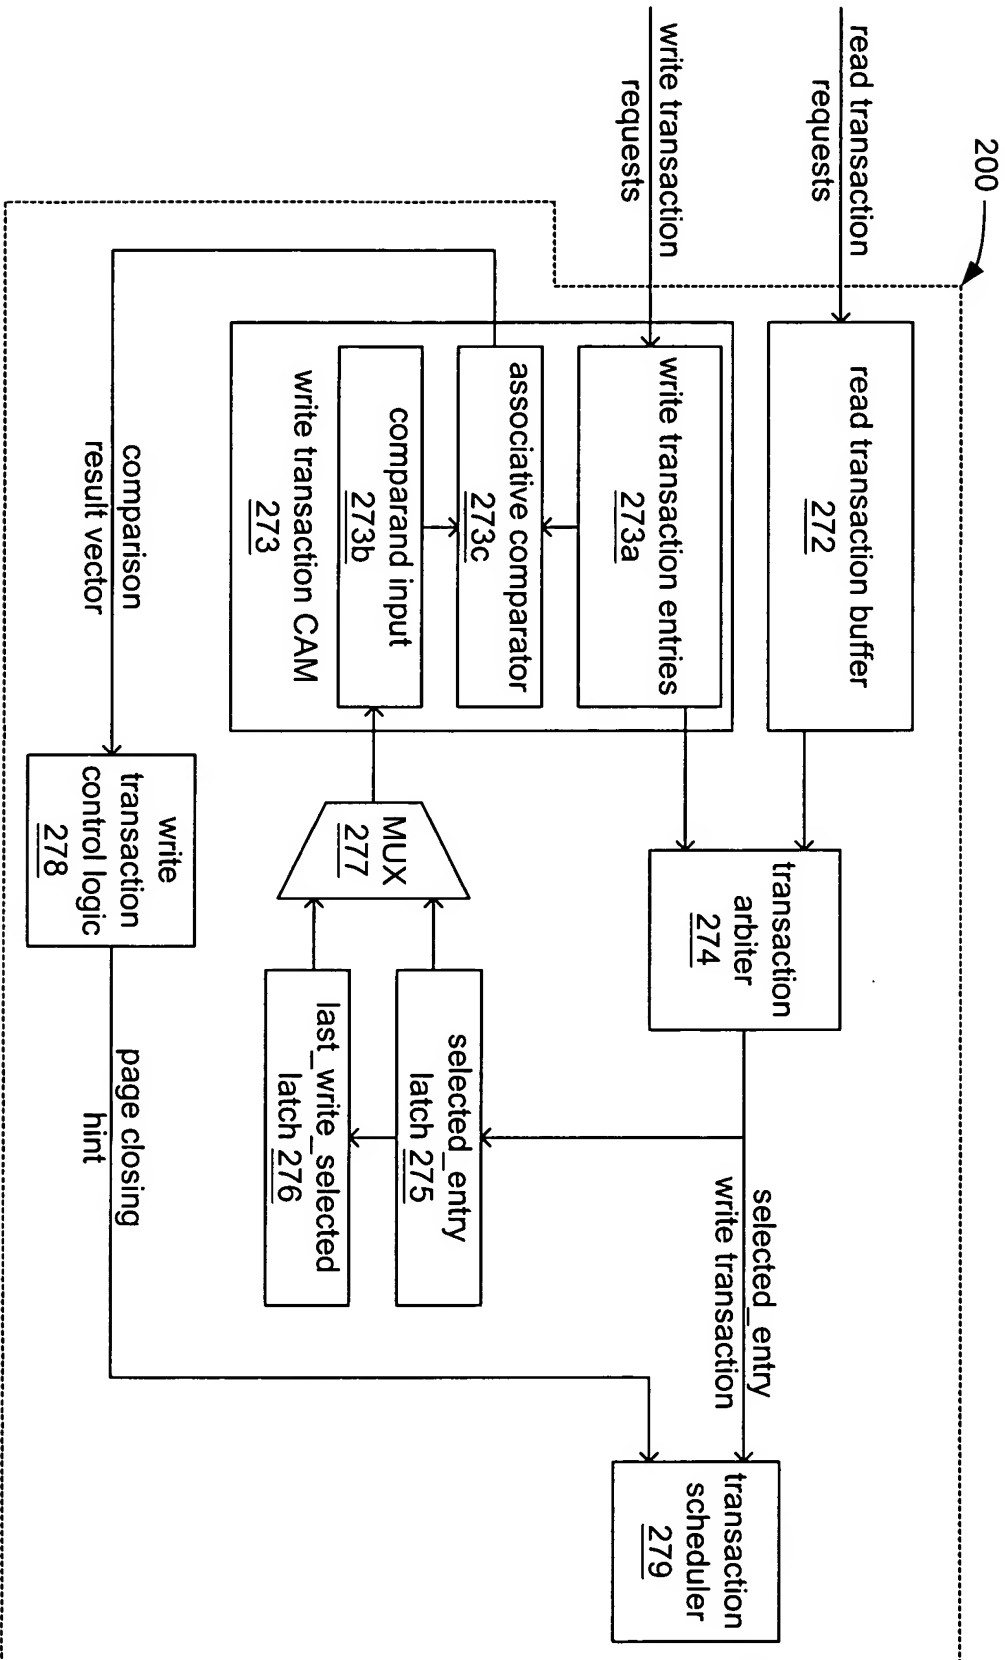 200
read transaction
requests
write transaction
requests
read transaction buffer
272
write transaction entries
273a
associative comparator
273c
comparand input
273b
write transaction CAM
273
transaction
arbiter
274
selected_entry
write transaction
selected_entry
latch 275
last_write_selected
latch 276
MUX
277
comparison
result vector
write
transaction
control logic
278
page closing
hint
transaction
scheduler
279